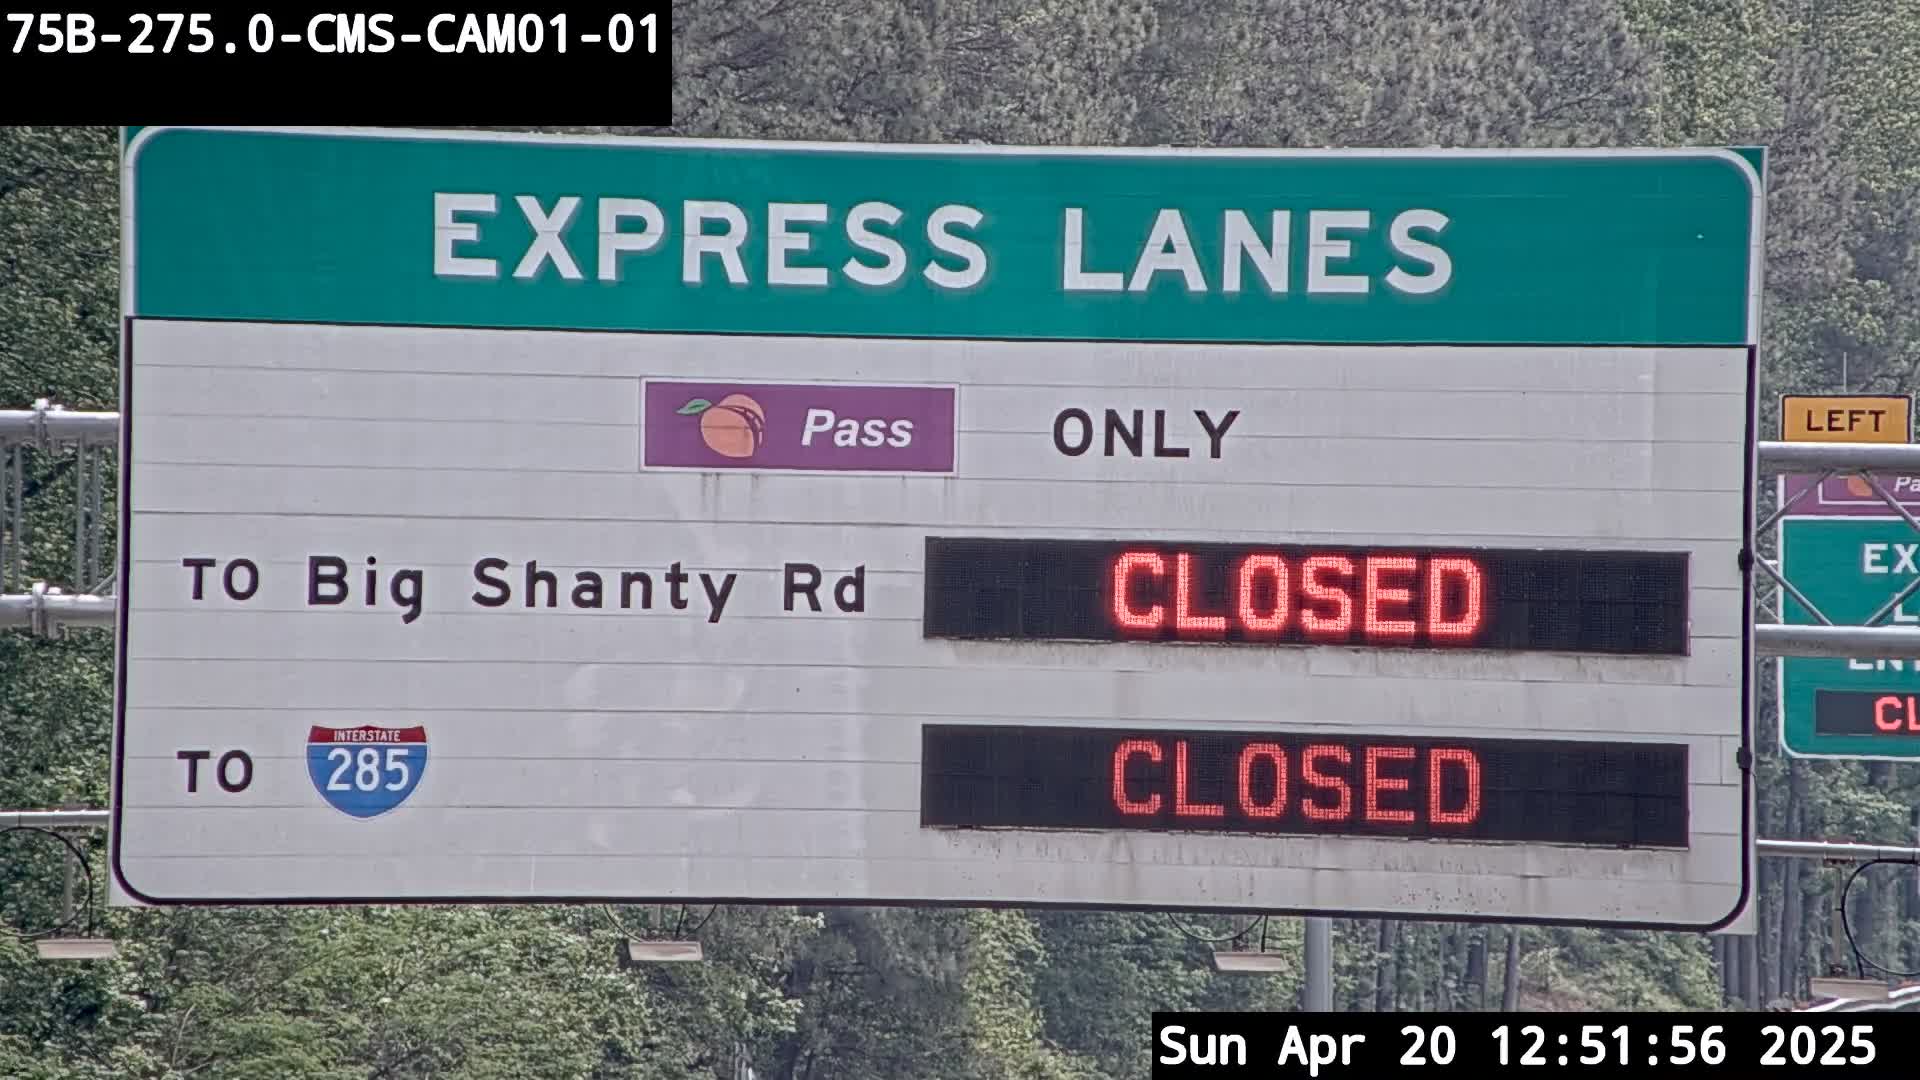 75B-275.0-CMS-CAM01-01
EXPRESS LANES
Pass ONLY
TO Big Shanty Rd CLOSED
TO INTERSTATE 285 CLOSED
LEFT
Sun Apr 20 12:51:56 2025